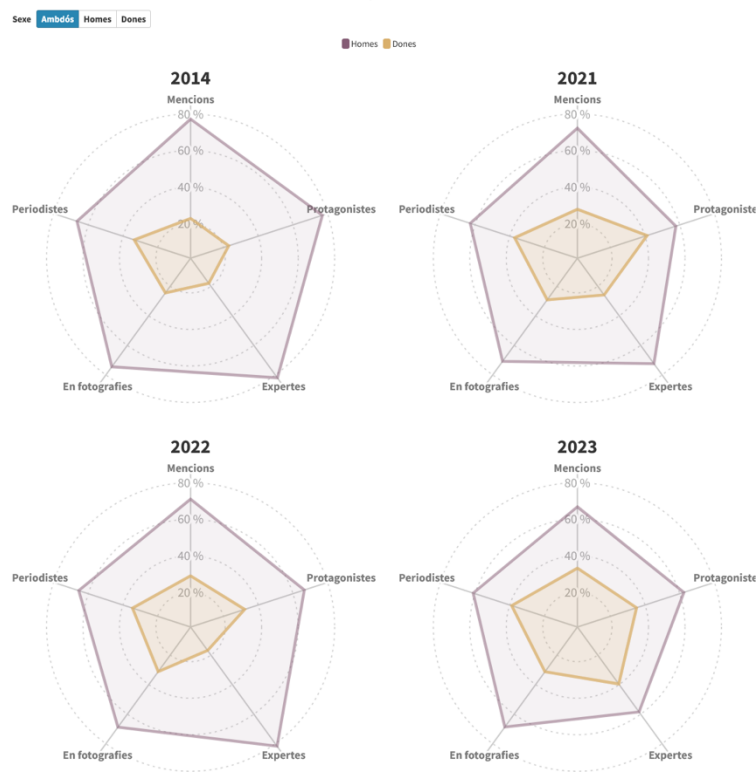 Sexe Ambdós Homes Dones
Homes Dones
2014
Mencions
80 %
60 %
40 %
20 %
Periodistes
Protagonistes
En fotografies
Expertes
2021
Mencions
80 %
60 %
40 %
20 %
Periodistes
Protagonistes
En fotografies
Expertes
2022
Mencions
80 %
60 %
40 %
20 %
Periodistes
Protagonistes
En fotografies
Expertes
2023
Mencions
80 %
60 %
40 %
20 %
Periodistes
Protagonistes
En fotografies
Expertes